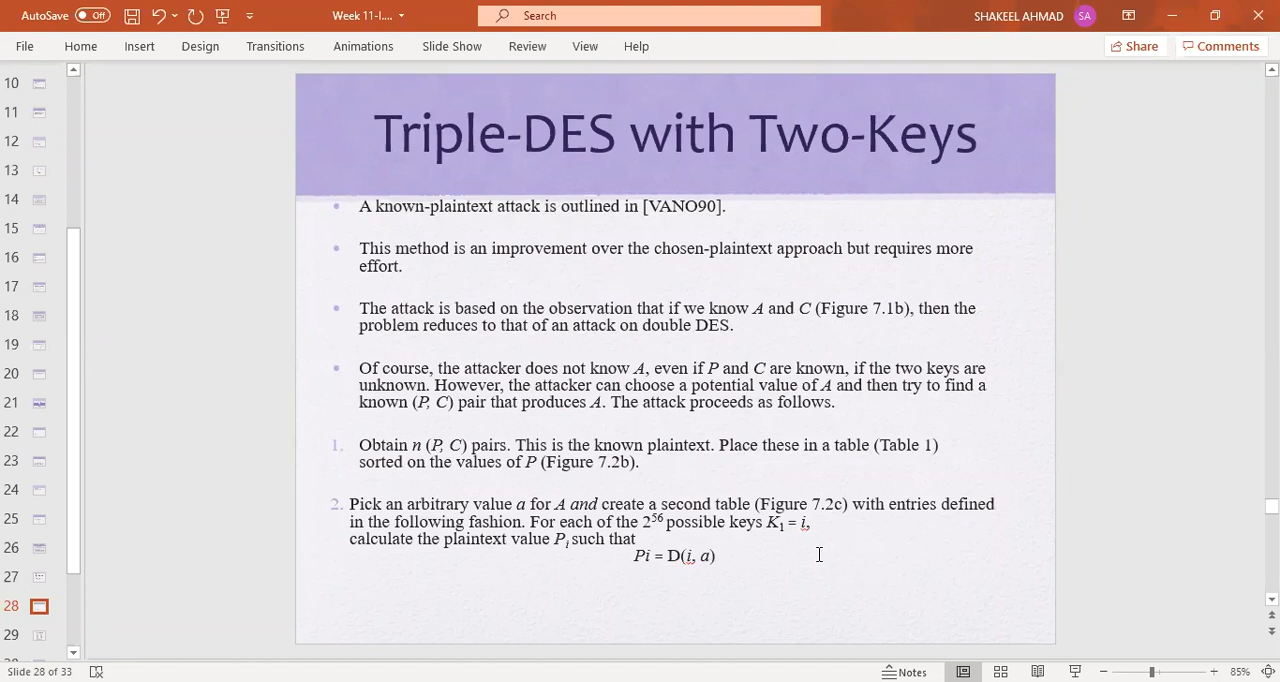 AutoSave Off Week 11-I.... Search SHAKEEL AHMAD SA
File Home Insert Design Transitions Animations Slide Show Review View Help Share Comments
10
11
12
13
14
15
16
17
18
19
20
21
22
23
24
25
26
27
28
29
Triple-DES with Two-Keys
• A known-plaintext attack is outlined in [VANO90].
• This method is an improvement over the chosen-plaintext approach but requires more
effort.
• The attack is based on the observation that if we know A and C (Figure 7.1b), then the
problem reduces to that of an attack on double DES.
• Of course, the attacker does not know A, even if P and C are known, if the two keys are
unknown. However, the attacker can choose a potential value of A and then try to find a
known (P, C) pair that produces A. The attack proceeds as follows.
1. Obtain n (P, C) pairs. This is the known plaintext. Place these in a table (Table 1)
sorted on the values of P (Figure 7.2b).
2. Pick an arbitrary value a for A and create a second table (Figure 7.2c) with entries defined
in the following fashion. For each of the 2⁵⁶ possible keys K₁ = i,
calculate the plaintext value Pᵢ such that
Pi = D(i, a)
Slide 28 of 33 Notes 85%